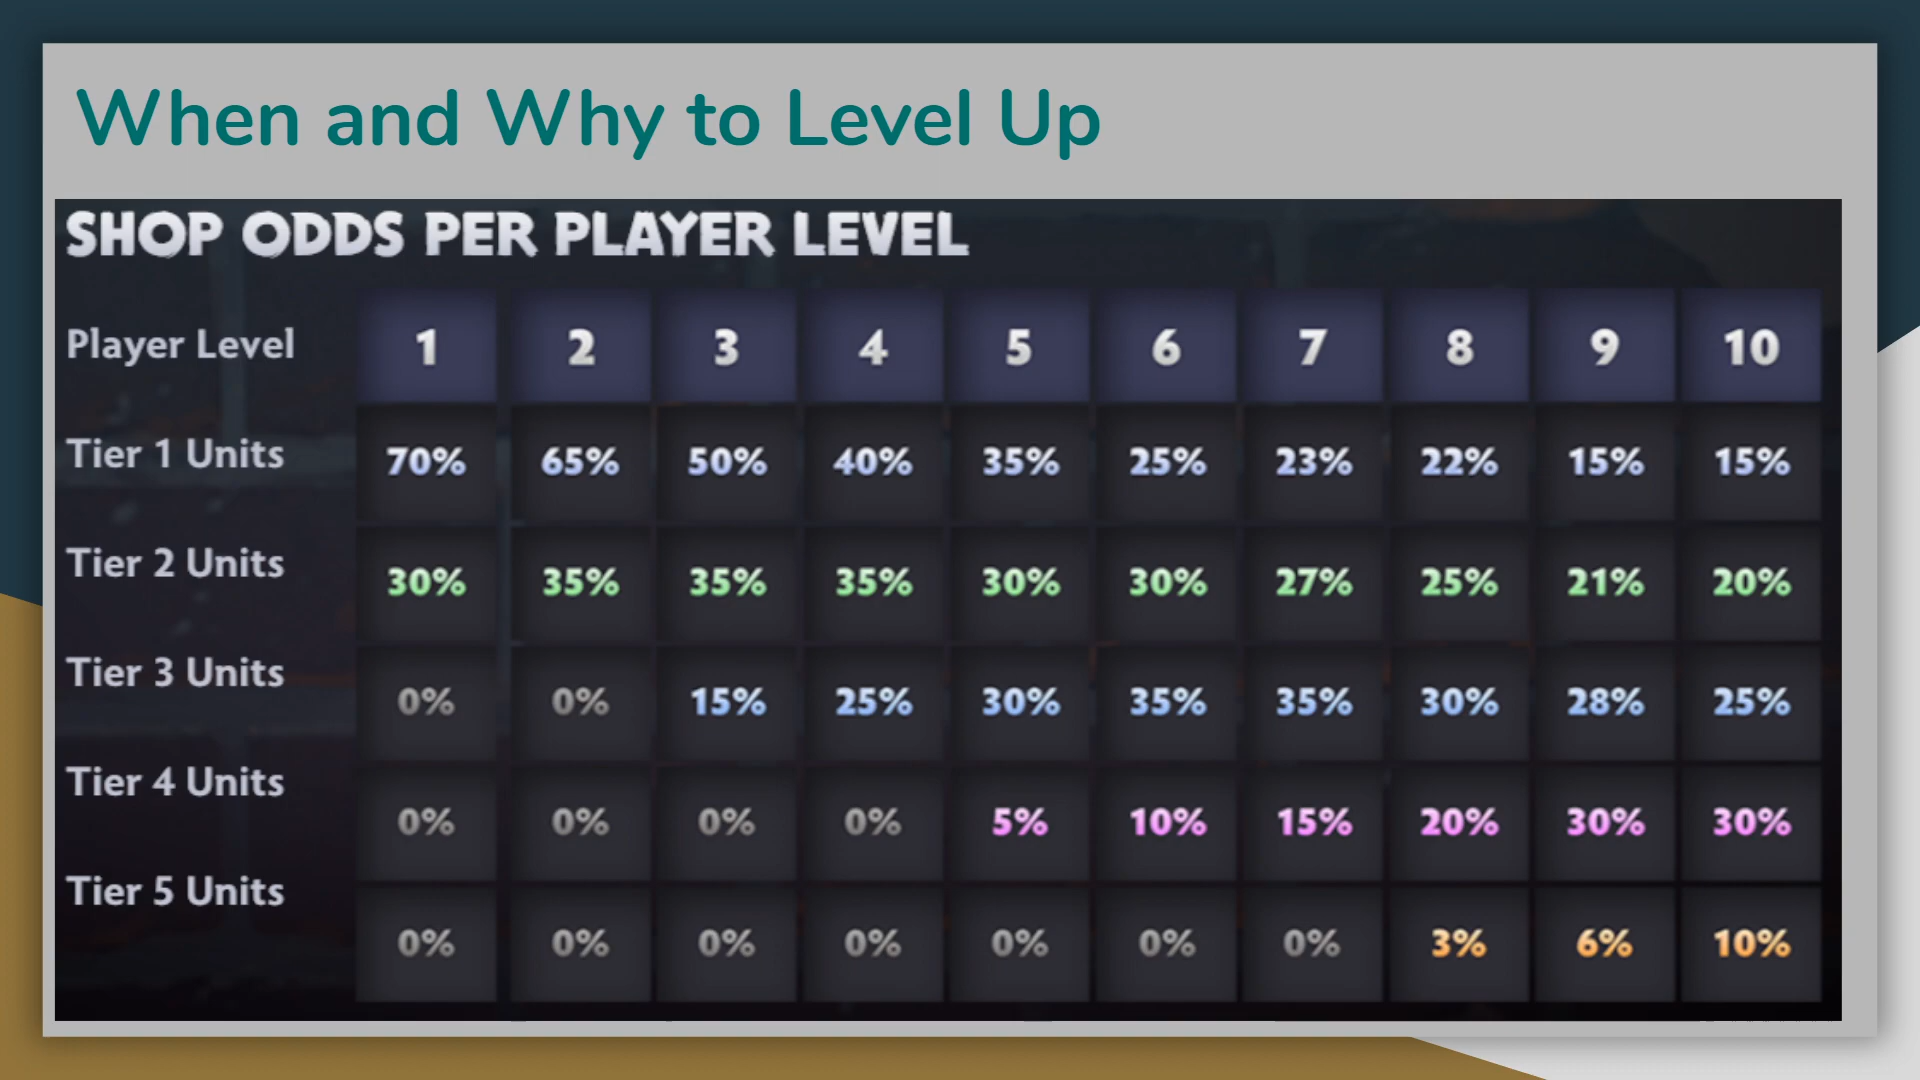 When and Why to Level Up
SHOP ODDS PER PLAYER LEVEL
Player Level 1 2 3 4 5 6 7 8 9 10
Tier 1 Units 70% 65% 50% 40% 35% 25% 23% 22% 15% 15%
Tier 2 Units 30% 35% 35% 35% 30% 30% 27% 25% 21% 20%
Tier 3 Units 0% 0% 15% 25% 30% 35% 35% 30% 28% 25%
Tier 4 Units 0% 0% 0% 0% 5% 10% 15% 20% 30% 30%
Tier 5 Units 0% 0% 0% 0% 0% 0% 0% 3% 6% 10%